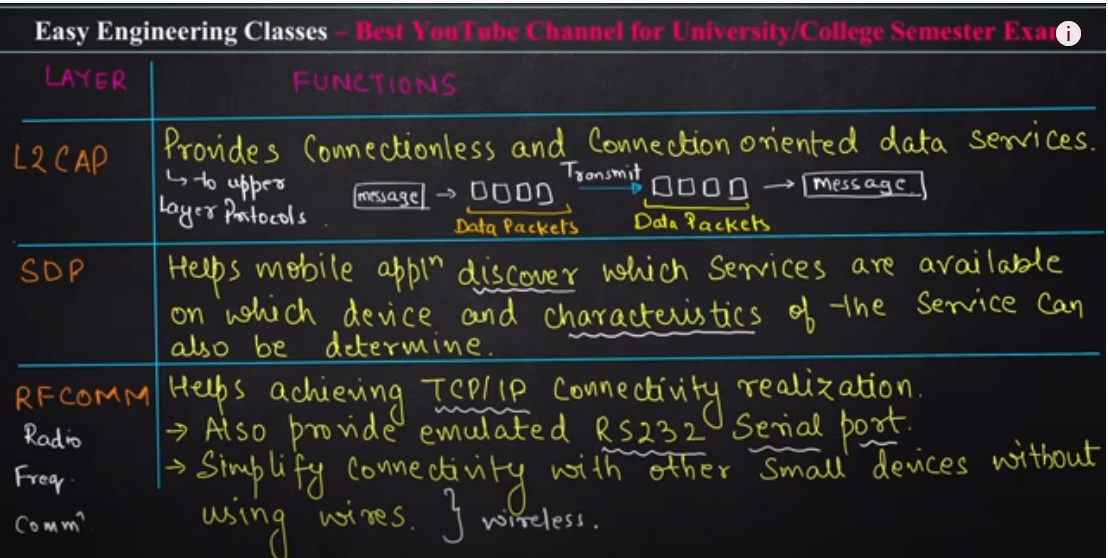 Easy Engineering Classes – Best YouTube Channel for University/College Semester Exam
LAYER FUNCTIONS
L2CAP Provides Connectionless and Connection oriented data services.
↳ to upper
Layer Protocols.
message → Transmit → Message
Data Packets Data Packets
SDP Helps mobile applⁿ discover which services are available
on which device and characteristics of the Service Can
also be determine.
RFCOMM Helps achieving TCP/IP Connectivity realization.
Radio → Also provide emulated RS232 Serial port.
Freq. → Simplify Connectivity with other small devices without
Commⁿ using wires. } wireless.